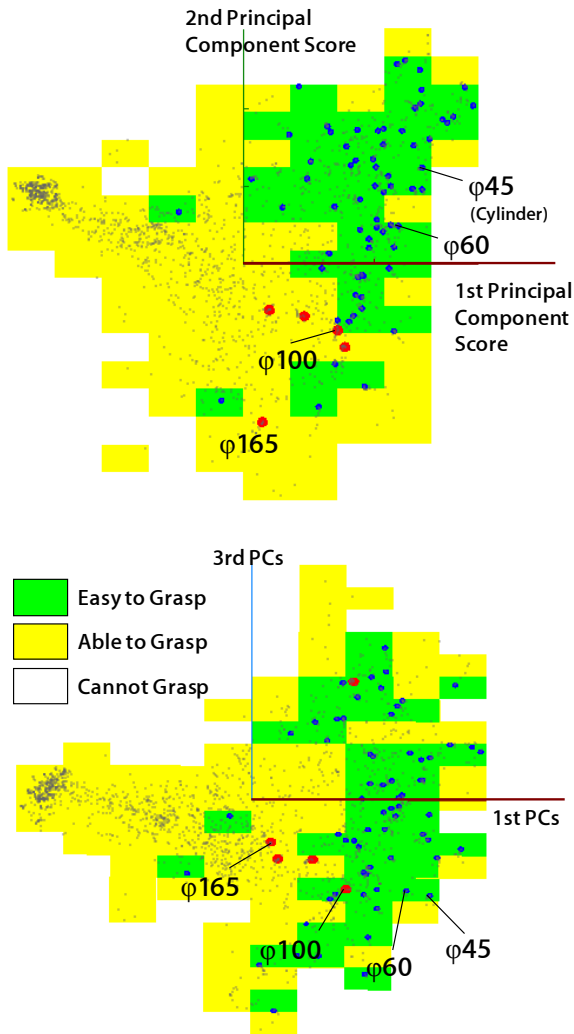 2nd Principal
Component Score
φ45
(Cylinder)
φ60
1st Principal
Component
Score
φ100
φ165
3rd PCs
Easy to Grasp
Able to Grasp
Cannot Grasp
1st PCs
φ165
φ100
φ45
φ60